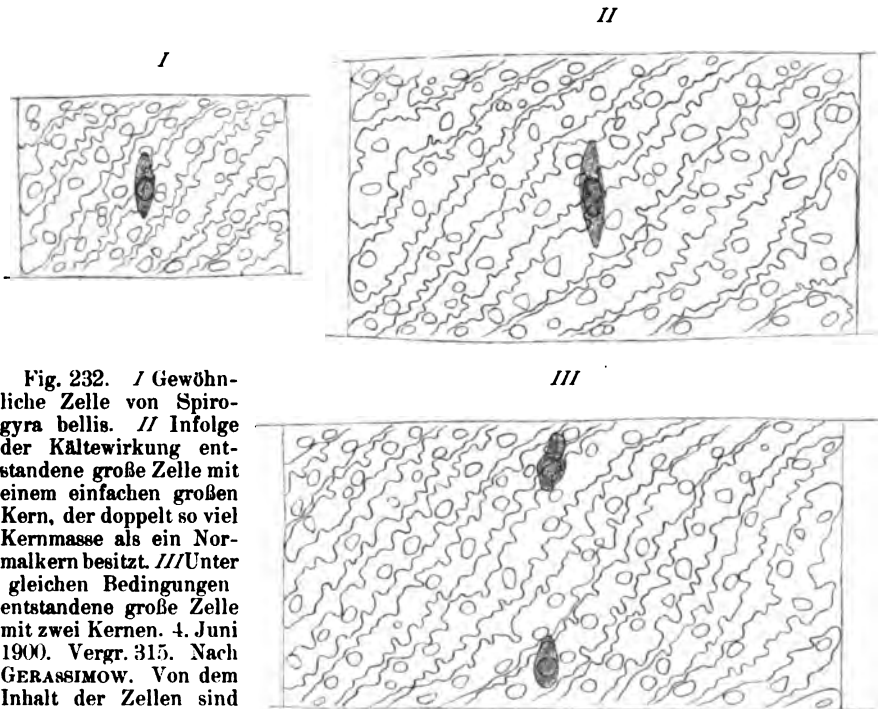 I
II
III
Fig. 232. I Gewöhn-
liche Zelle von Spiro-
gyra bellis. II Infolge
der Kältewirkung ent-
standene große Zelle mit
einem einfachen großen
Kern, der doppelt so viel
Kernmasse als ein Nor-
malkern besitzt. III Unter
gleichen Bedingungen
entstandene große Zelle
mit zwei Kernen. 4. Juni
1900. Vergr. 315. Nach
GERASSIMOW. Von dem
Inhalt der Zellen sind